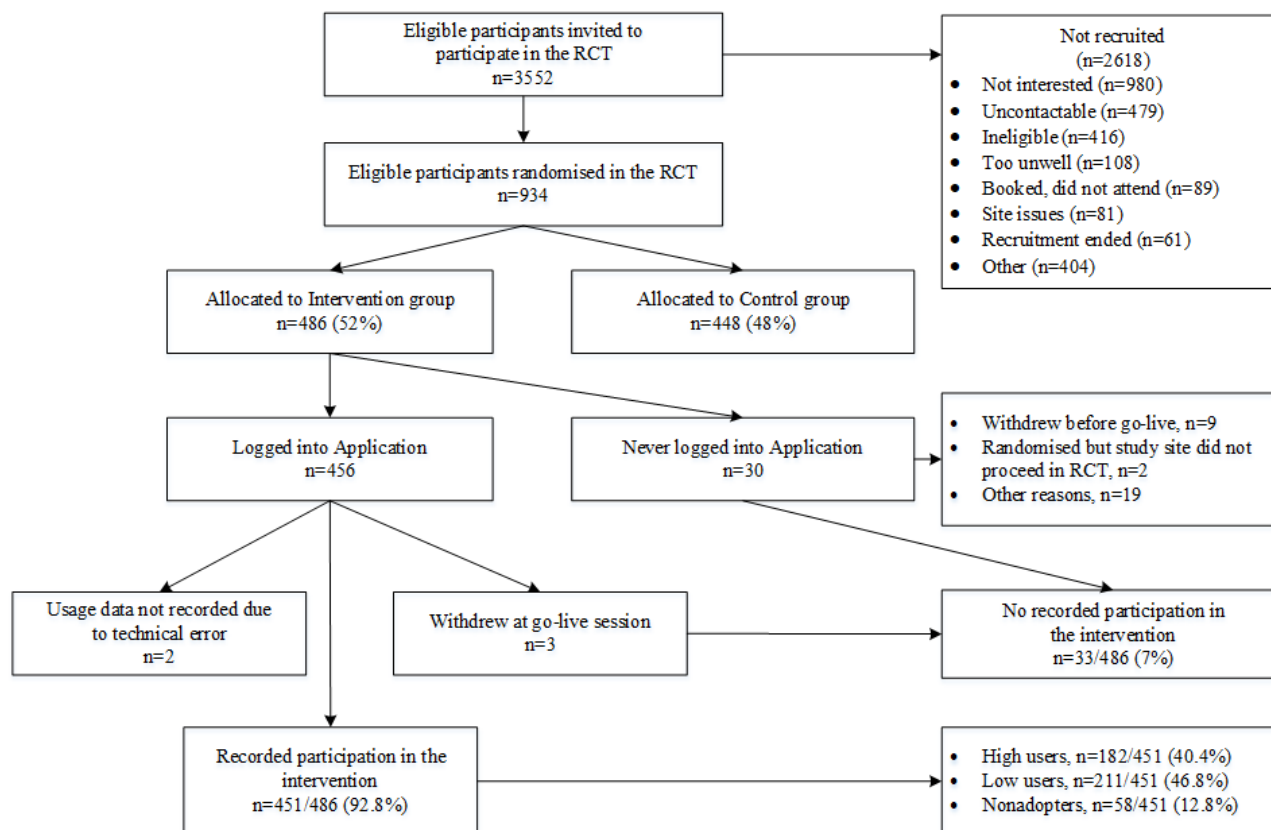 Eligible participants invited to
participate in the RCT
n=3552
Not recruited
(n=2618)
● Not interested (n=980)
● Uncontactable (n=479)
● Ineligible (n=416)
● Too unwell (n=108)
● Booked, did not attend (n=89)
● Site issues (n=81)
● Recruitment ended (n=61)
● Other (n=404)
Eligible participants randomised in the RCT
n=934
Allocated to Intervention group
n=486 (52%)
Allocated to Control group
n=448 (48%)
Logged into Application
n=456
Never logged into Application
n=30
• Withdrew before go-live, n=9
• Randomised but study site did
not proceed in RCT, n=2
• Other reasons, n=19
Usage data not recorded due
to technical error
n=2
Withdrew at go-live session
n=3
No recorded participation in
the intervention
n=33/486 (7%)
Recorded participation in the
intervention
n=451/486 (92.8%)
• High users, n=182/451 (40.4%)
• Low users, n=211/451 (46.8%)
• Nonadopters, n=58/451 (12.8%)